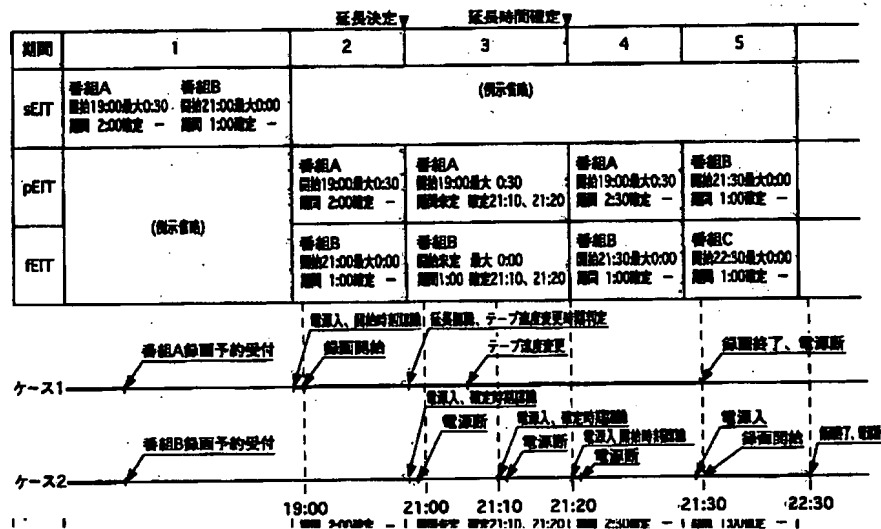 延長決定 延長時間確定
期間 1 2 3 4 5
sEIT
番組A 番組B
開始19:00最大0:30 開始21:00最大0:00
期間 2:00確定 － 期間 1:00確定 －
(例示省略)
pEIT
番組A 番組A 番組A 番組B
開始19:00最大0:30 開始19:00最大 0:30 開始19:00最大0:30 開始21:30最大0:00
期間 2:00確定 － 期間未定 確定21:10、21:20 期間 2:30確定 － 期間 1:00確定 －
(例示省略)
fEIT
番組B 番組B 番組B 番組C
開始21:00最大0:00 開始未定 最大 0:00 開始21:30最大0:00 開始22:30最大0:00
期間 1:00確定 － 期間1:00 確定21:10、21:20 期間 1:00確定 － 期間 1:00確定 －
電源入、開始時刻認識 延長認識、テープ速度変更時刻判定
番組A録画予約受付 録画開始 テープ速度変更 録画終了、電源断
ケース1
電源入、確定時刻認識
電源断 電源入、確定時刻認識 電源入
番組B録画予約受付 電源断 電源入 開始時刻認識 録画開始
電源断
ケース2
19:00 21:00 21:10 21:20 21:30 22:30